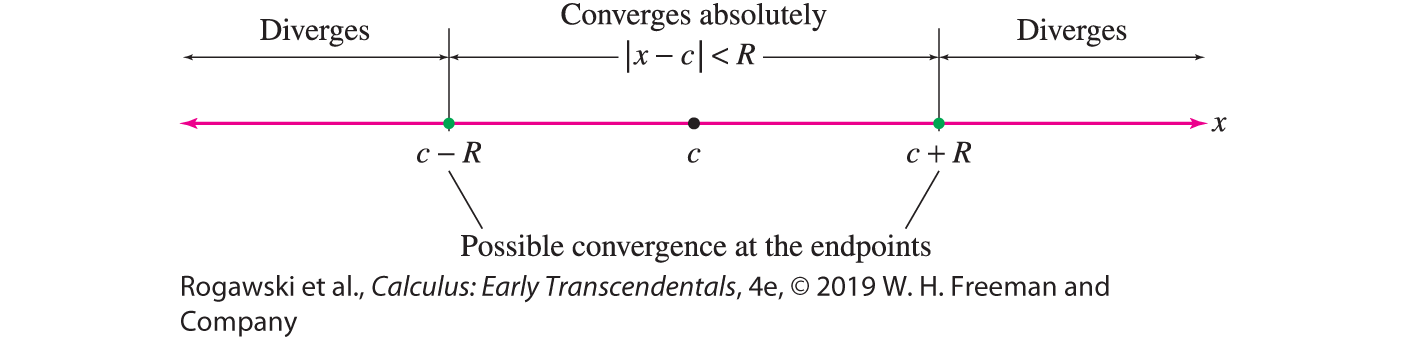 Diverges
Converges absolutely
|x − c| < R
Diverges
x
c − R
c
c + R
Possible convergence at the endpoints
Rogawski et al., Calculus: Early Transcendentals, 4e, © 2019 W. H. Freeman and
Company